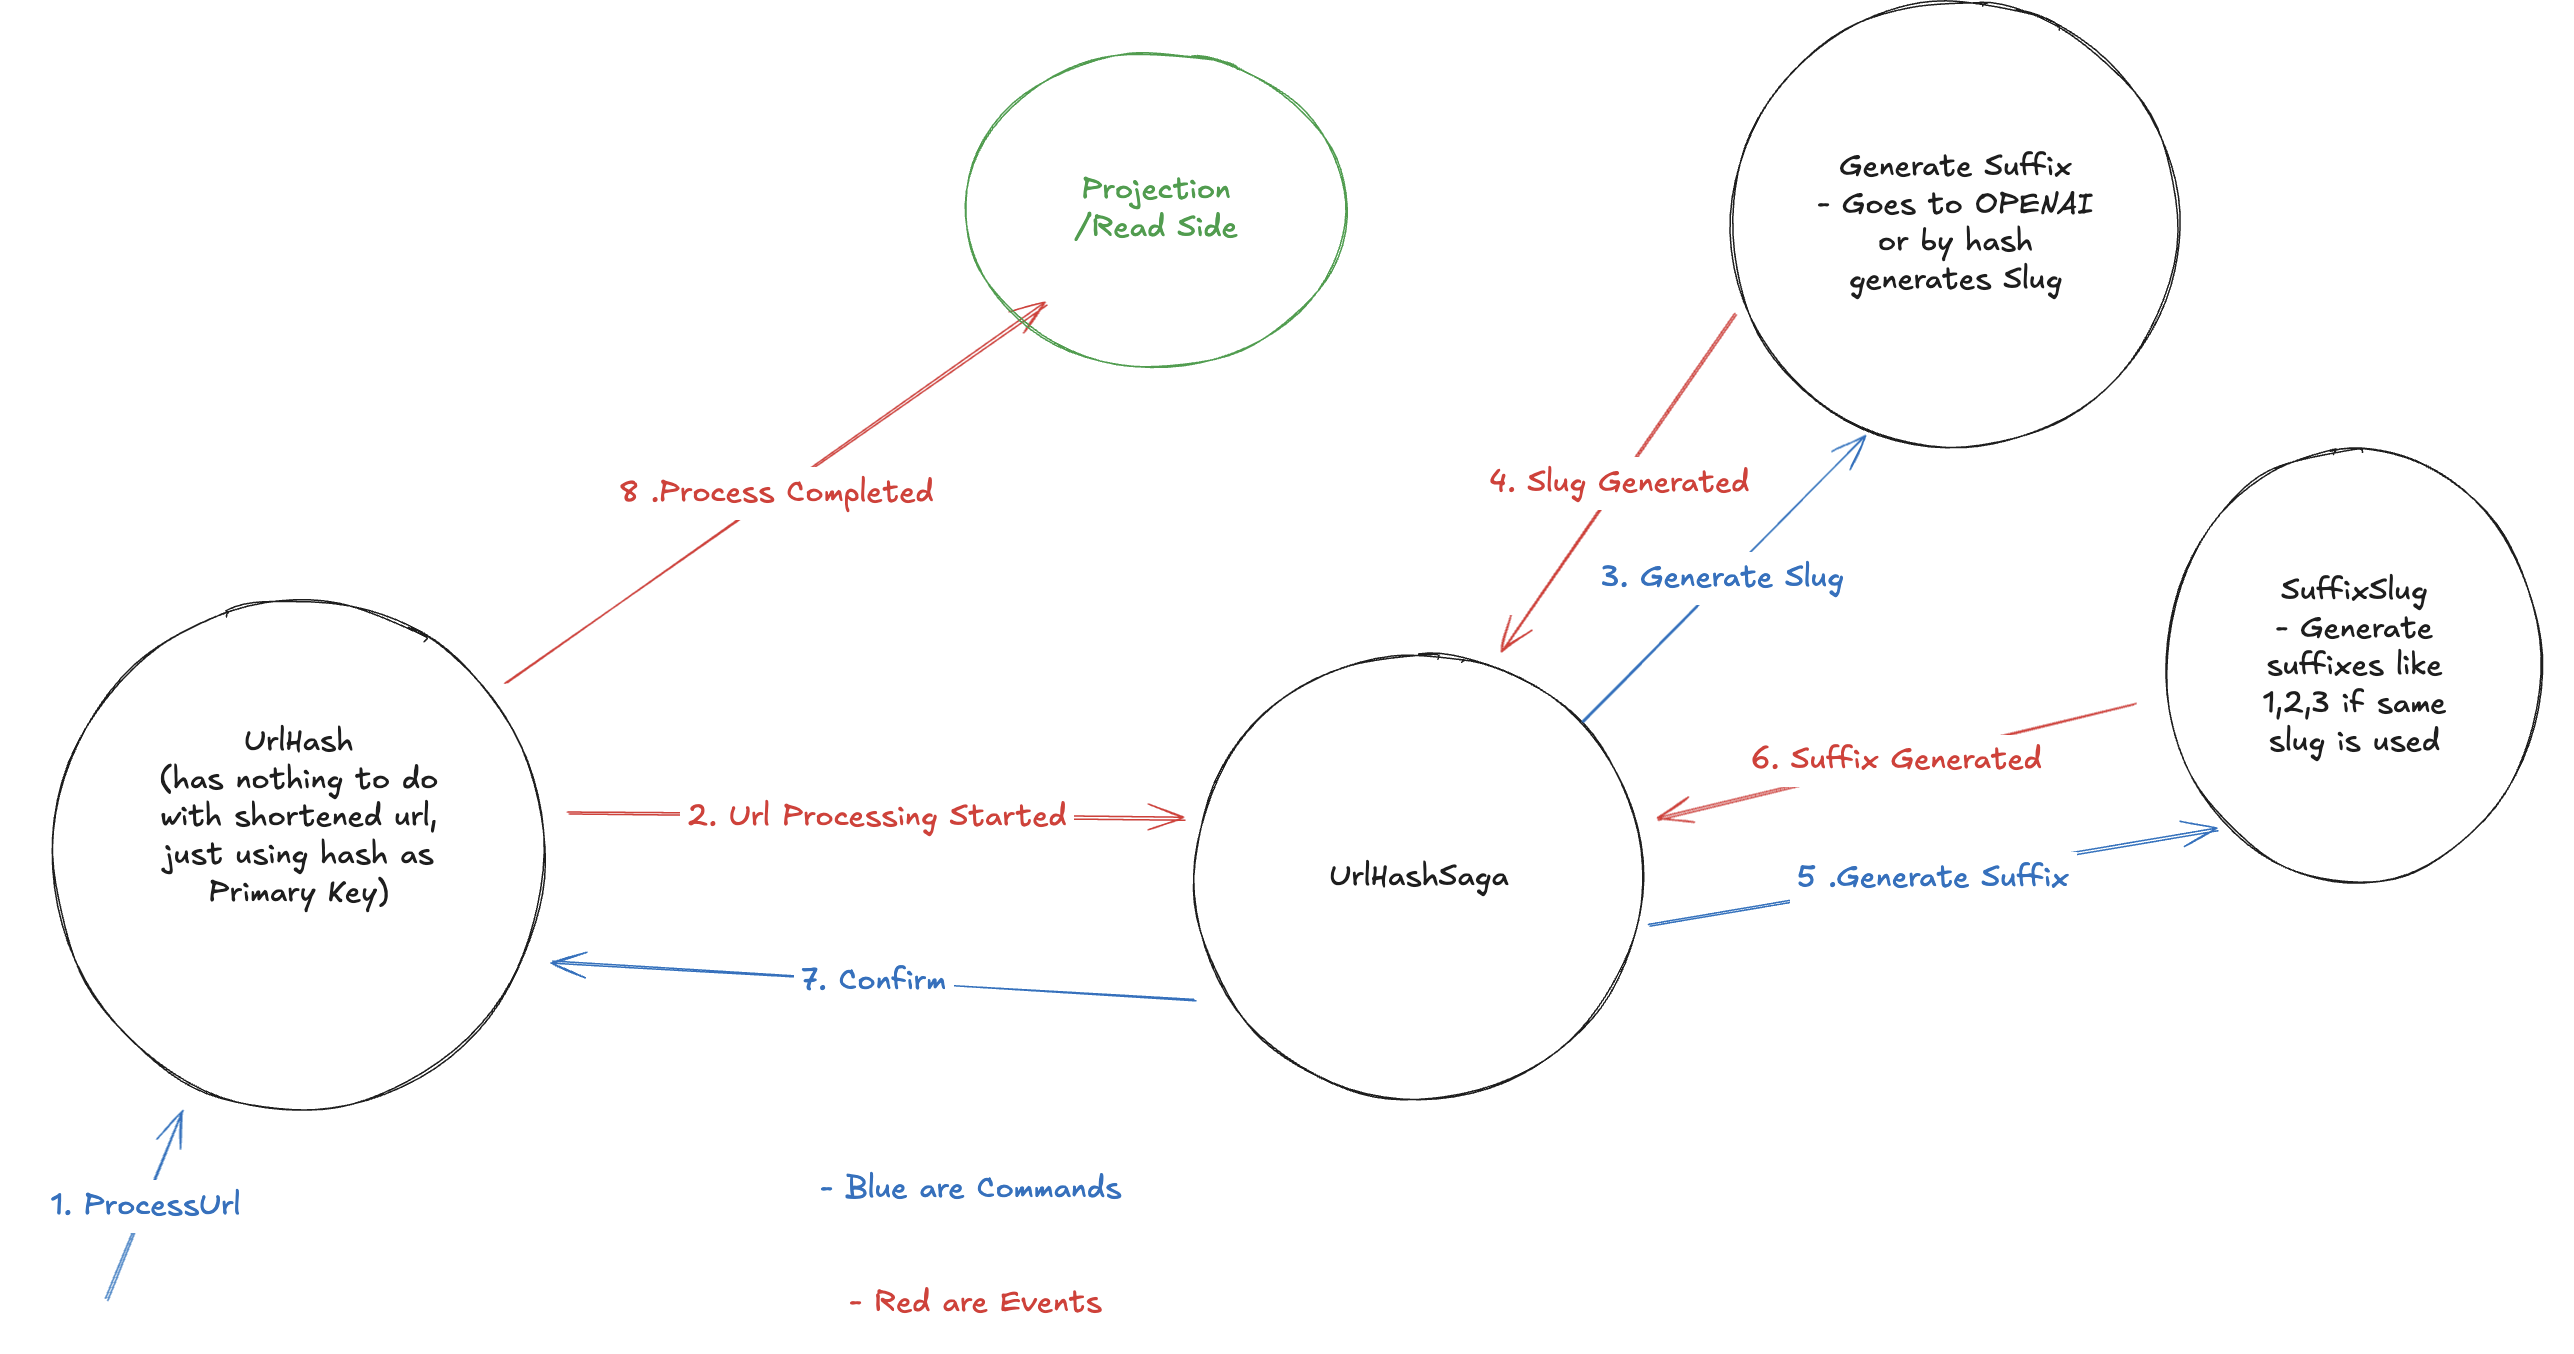 Projection
/Read Side
Generate Suffix
- Goes to OPENAI
or by hash
generates Slug
8 .Process Completed
4. Slug Generated
3. Generate Slug
SuffixSlug
- Generate
suffixes like
1,2,3 if same
slug is used
UrlHash
(has nothing to do
with shortened url,
just using hash as
Primary Key)
2. Url Processing Started
6. Suffix Generated
UrlHashSaga
5 .Generate Suffix
7. Confirm
1. ProcessUrl
- Blue are Commands
- Red are Events